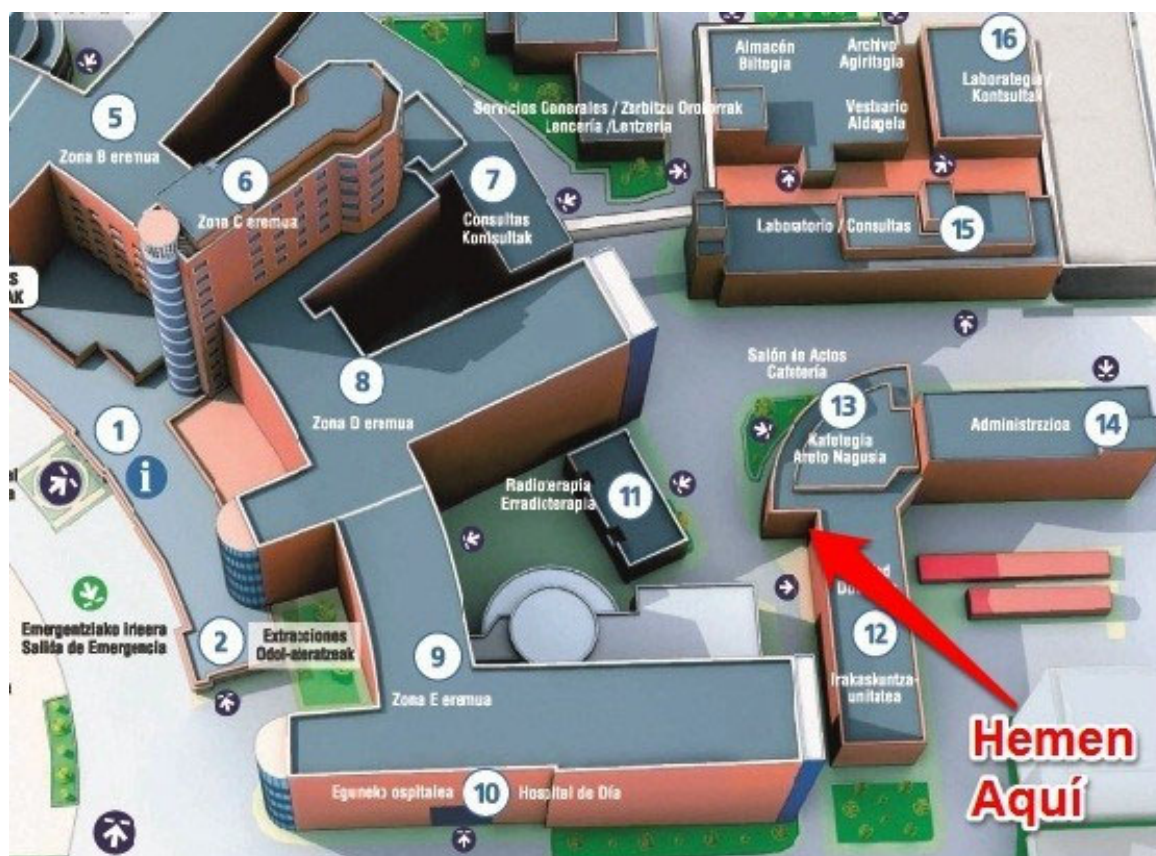 Almacén
Biltegia
Archivo
Agiritegia
16
Laborategia /
Kontsultak
Servicios Generales / Zerbitzu Orokorrak
Lencería /Lentzeria
Vestuario
Aldagela
5
Zona B eremua
6
Zona C eremua
7
Consultas
Kontsultak
Laboratorio / Consultas
15
S
AK
8
Zona D eremua
Salón de Actos
Cafetería
13
Kafetegia
Areto Nagusia
Administrazioa
14
1
i
Radioterapia
Erradioterapia
11
Emergentziako irteera
Salida de Emergencia
2
Extracciones
Odol-ateratzeak
9
Zona E eremua
12
Irakaskuntza-
unitatea
Eguneko ospitalea
10
Hospital de Día
Hemen
Aquí